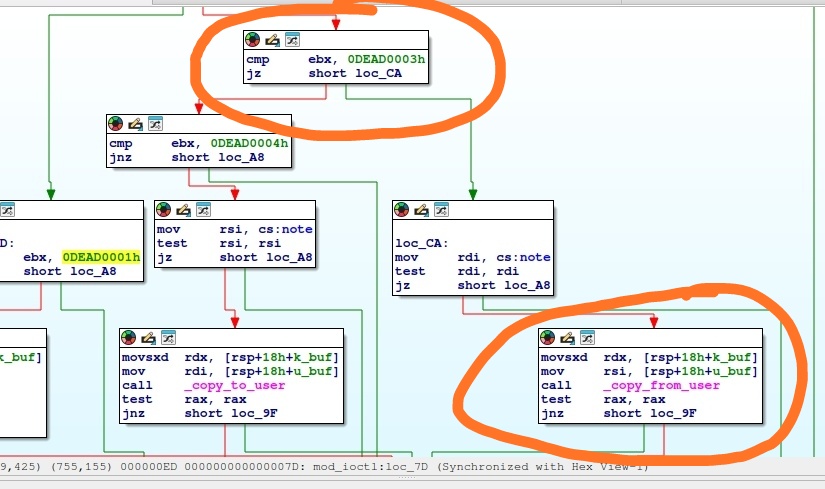 cmp ebx, 0DEAD0003h
jz short loc_CA
cmp ebx, 0DEAD0004h
jnz short loc_A8
D:
ebx, 0DEAD0001h
short loc_A8
mov rsi, cs:note
test rsi, rsi
jz short loc_A8
loc_CA:
mov rdi, cs:note
test rdi, rdi
jz short loc_A8
k_buf]
movsxd rdx, [rsp+18h+k_buf]
mov rdi, [rsp+18h+u_buf]
call _copy_to_user
test rax, rax
jnz short loc_9F
movsxd rdx, [rsp+18h+k_buf]
mov rsi, [rsp+18h+u_buf]
call _copy_from_user
test rax, rax
jnz short loc_9F
9,425) (755,155) 000000ED 000000000000007D: mod_ioctl:loc_7D (Synchronized with Hex View-1)